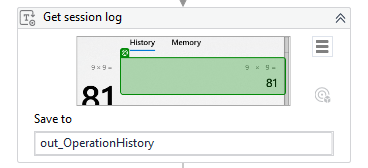 Get session log
History Memory
9 × 9 =
9 × 9=
81
81
Save to
out_OperationHistory